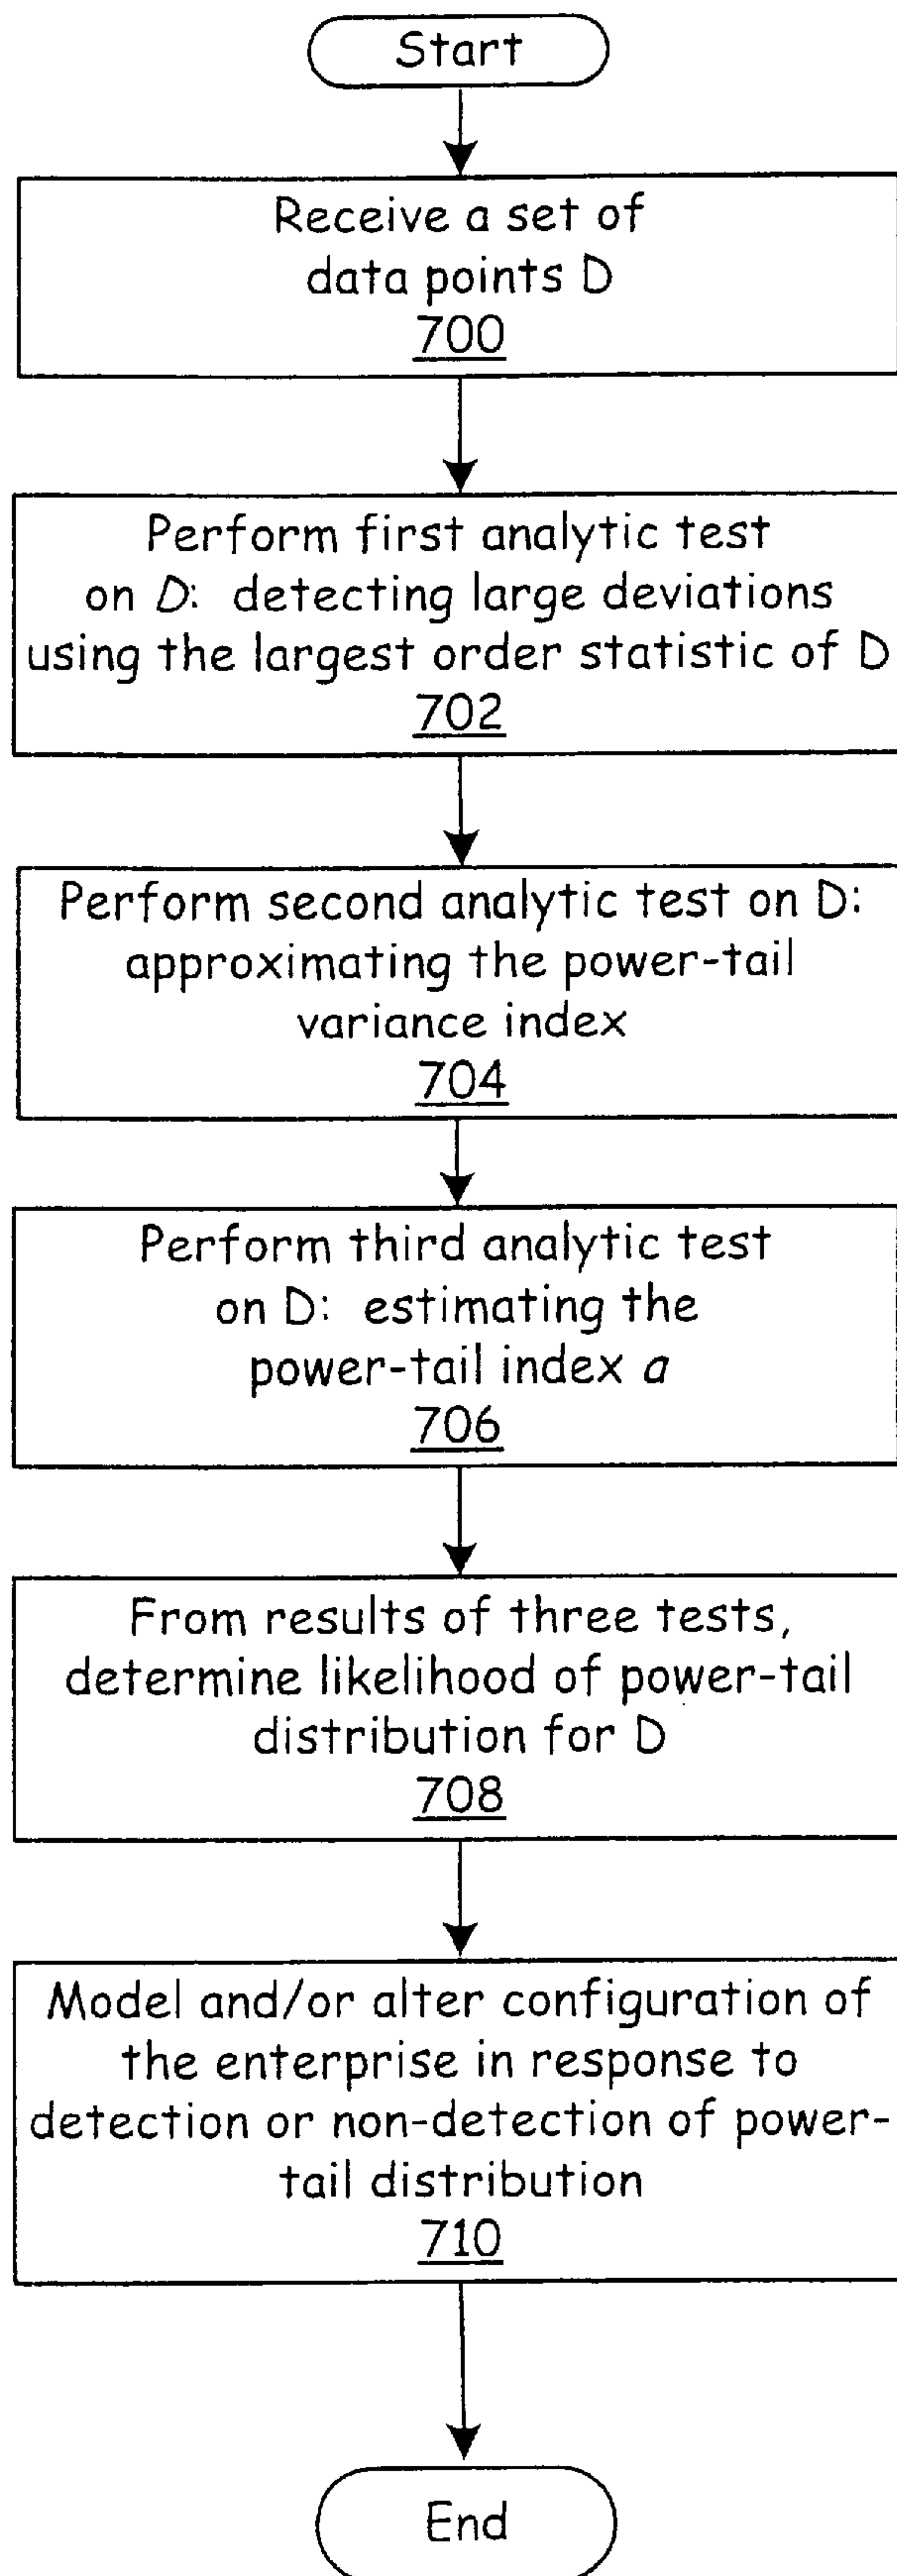 Start
Receive a set of
data points D
700
Perform first analytic test
on D: detecting large deviations
using the largest order statistic of D
702
Perform second analytic test on D:
approximating the power-tail
variance index
704
Perform third analytic test
on D: estimating the
power-tail index a
706
From results of three tests,
determine likelihood of power-tail
distribution for D
708
Model and/or alter configuration of
the enterprise in response to
detection or non-detection of power-
tail distribution
710
End